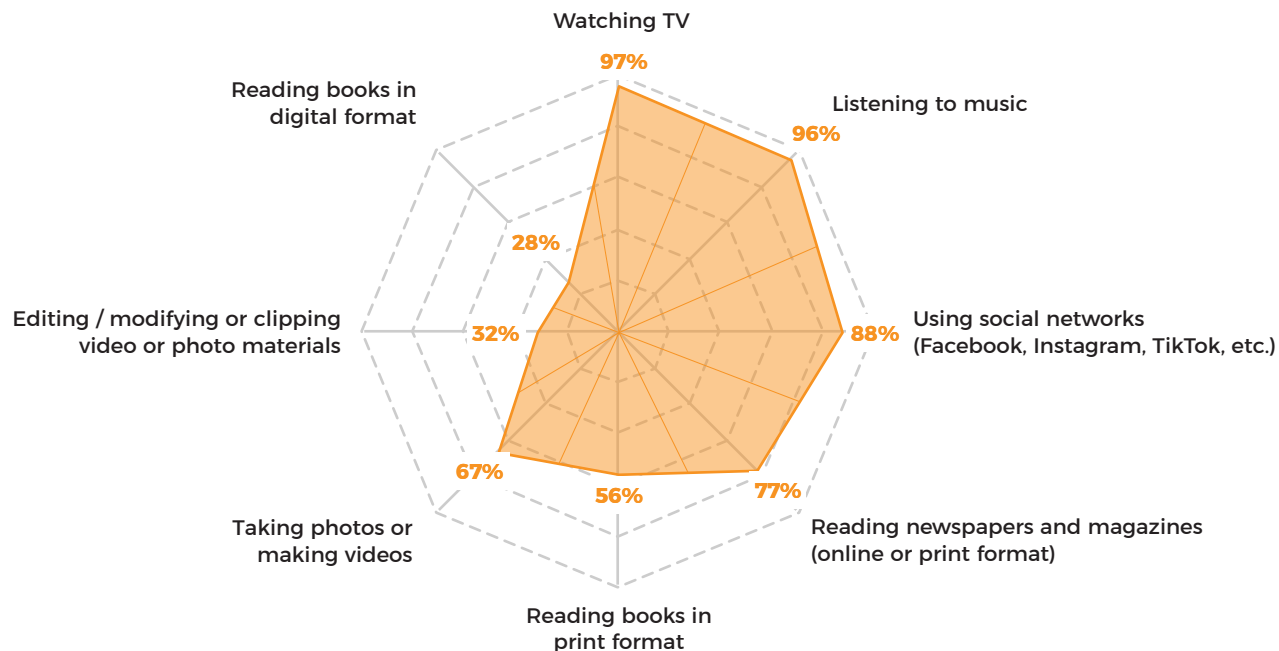 Watching TV
97%
Listening to music
96%
Using social networks
(Facebook, Instagram, TikTok, etc.)
88%
Reading newspapers and magazines
(online or print format)
77%
Reading books in
print format
56%
Taking photos or
making videos
67%
Editing / modifying or clipping
video or photo materials
32%
Reading books in
digital format
28%